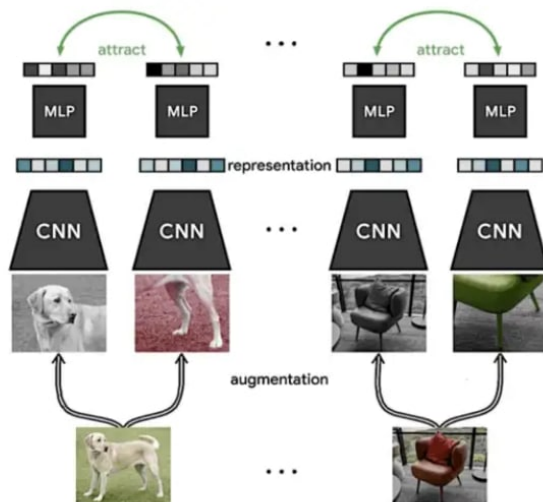 attract ... attract
MLP MLP MLP MLP
representation
CNN CNN ... CNN CNN
augmentation
...